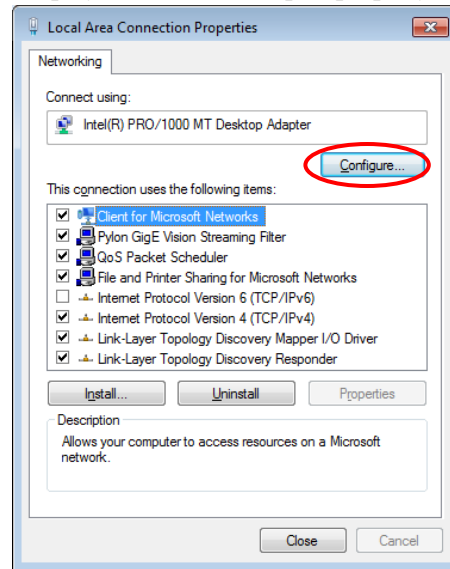 Local Area Connection Properties
Networking
Connect using:
Intel(R) PRO/1000 MT Desktop Adapter
Configure...
This connection uses the following items:
Client for Microsoft Networks
Pylon GigE Vision Streaming Filter
QoS Packet Scheduler
File and Printer Sharing for Microsoft Networks
Internet Protocol Version 6 (TCP/IPv6)
Internet Protocol Version 4 (TCP/IPv4)
Link-Layer Topology Discovery Mapper I/O Driver
Link-Layer Topology Discovery Responder
Install... Uninstall Properties
Description
Allows your computer to access resources on a Microsoft
network.
Close Cancel